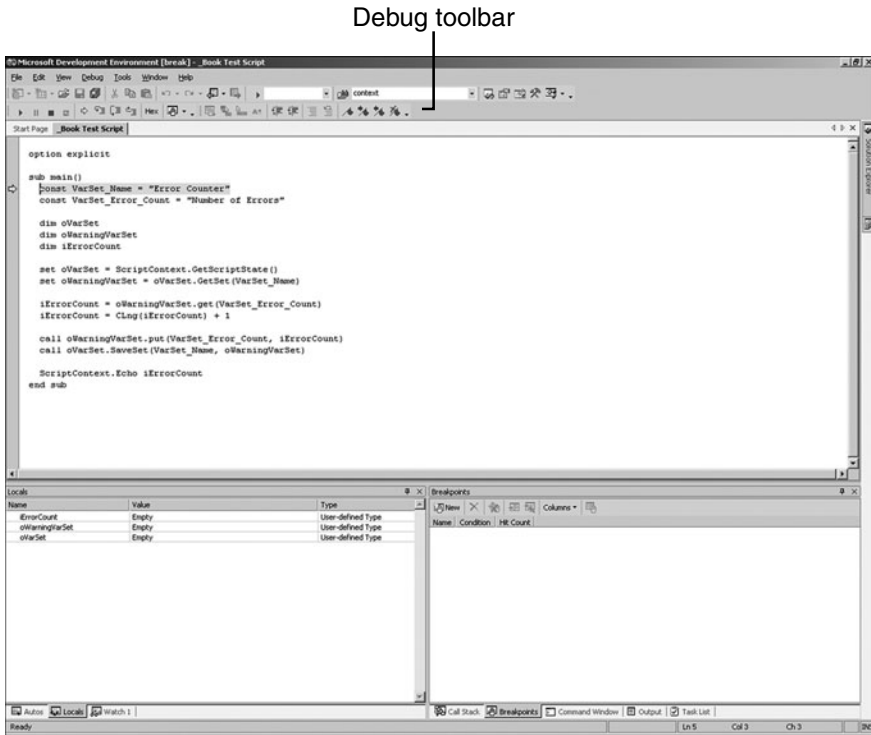 Debug toolbar
Microsoft Development Environment [break] - _Book Test Script
File Edit View Debug Tools Window Help
context
Hex
Start Page _Book Test Script
Solution Explorer
option explicit
sub main()
const VarSet_Name = "Error Counter"
const VarSet_Error_Count = "Number of Errors"
dim oVarSet
dim oWarningVarSet
dim iErrorCount
set oVarSet = ScriptContext.GetScriptState()
set oWarningVarSet = oVarSet.GetSet(VarSet_Name)
iErrorCount = oWarningVarSet.get(VarSet_Error_Count)
iErrorCount = CLng(iErrorCount) + 1
call oWarningVarSet.put(VarSet_Error_Count, iErrorCount)
call oVarSet.SaveSet(VarSet_Name, oWarningVarSet)
ScriptContext.Echo iErrorCount
end sub
Locals
Name Value Type
iErrorCount Empty User-defined Type
oWarningVarSet Empty User-defined Type
oVarSet Empty User-defined Type
Autos Locals Watch 1
Breakpoints
New Columns
Name Condition Hit Count
Call Stack Breakpoints Command Window Output Task List
Ready Ln 5 Col 3 Ch 3 INS